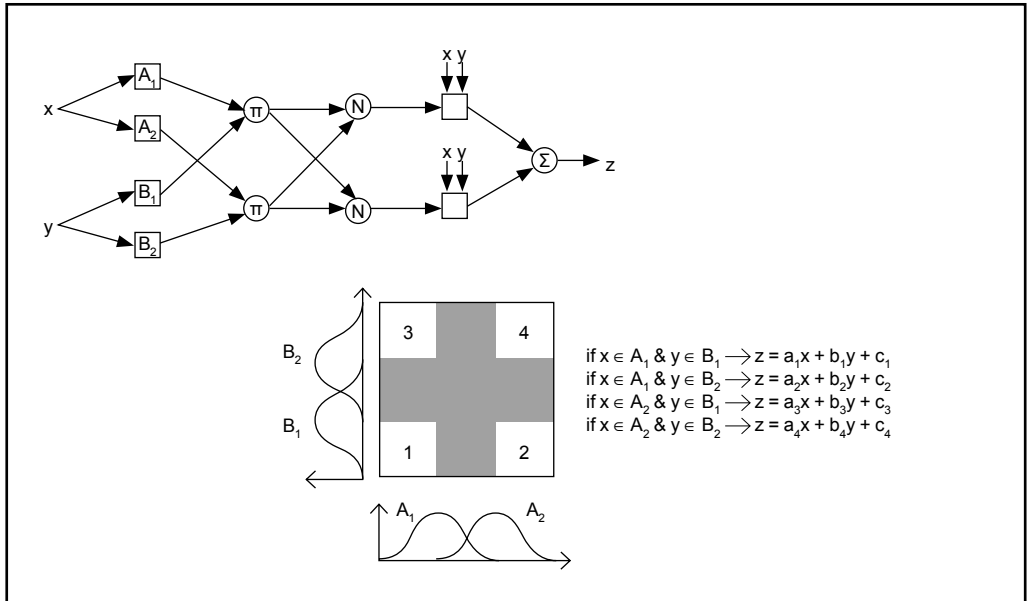 x y
A₁
x
π
N
A₂
x y
Σ
z
B₁
y
π
N
B₂
3
4
B₂
B₁
1
2
if x ∈ A₁ & y ∈ B₁ → z = a₁x + b₁y + c₁
if x ∈ A₁ & y ∈ B₂ → z = a₂x + b₂y + c₂
if x ∈ A₂ & y ∈ B₁ → z = a₃x + b₃y + c₃
if x ∈ A₂ & y ∈ B₂ → z = a₄x + b₄y + c₄
A₁
A₂